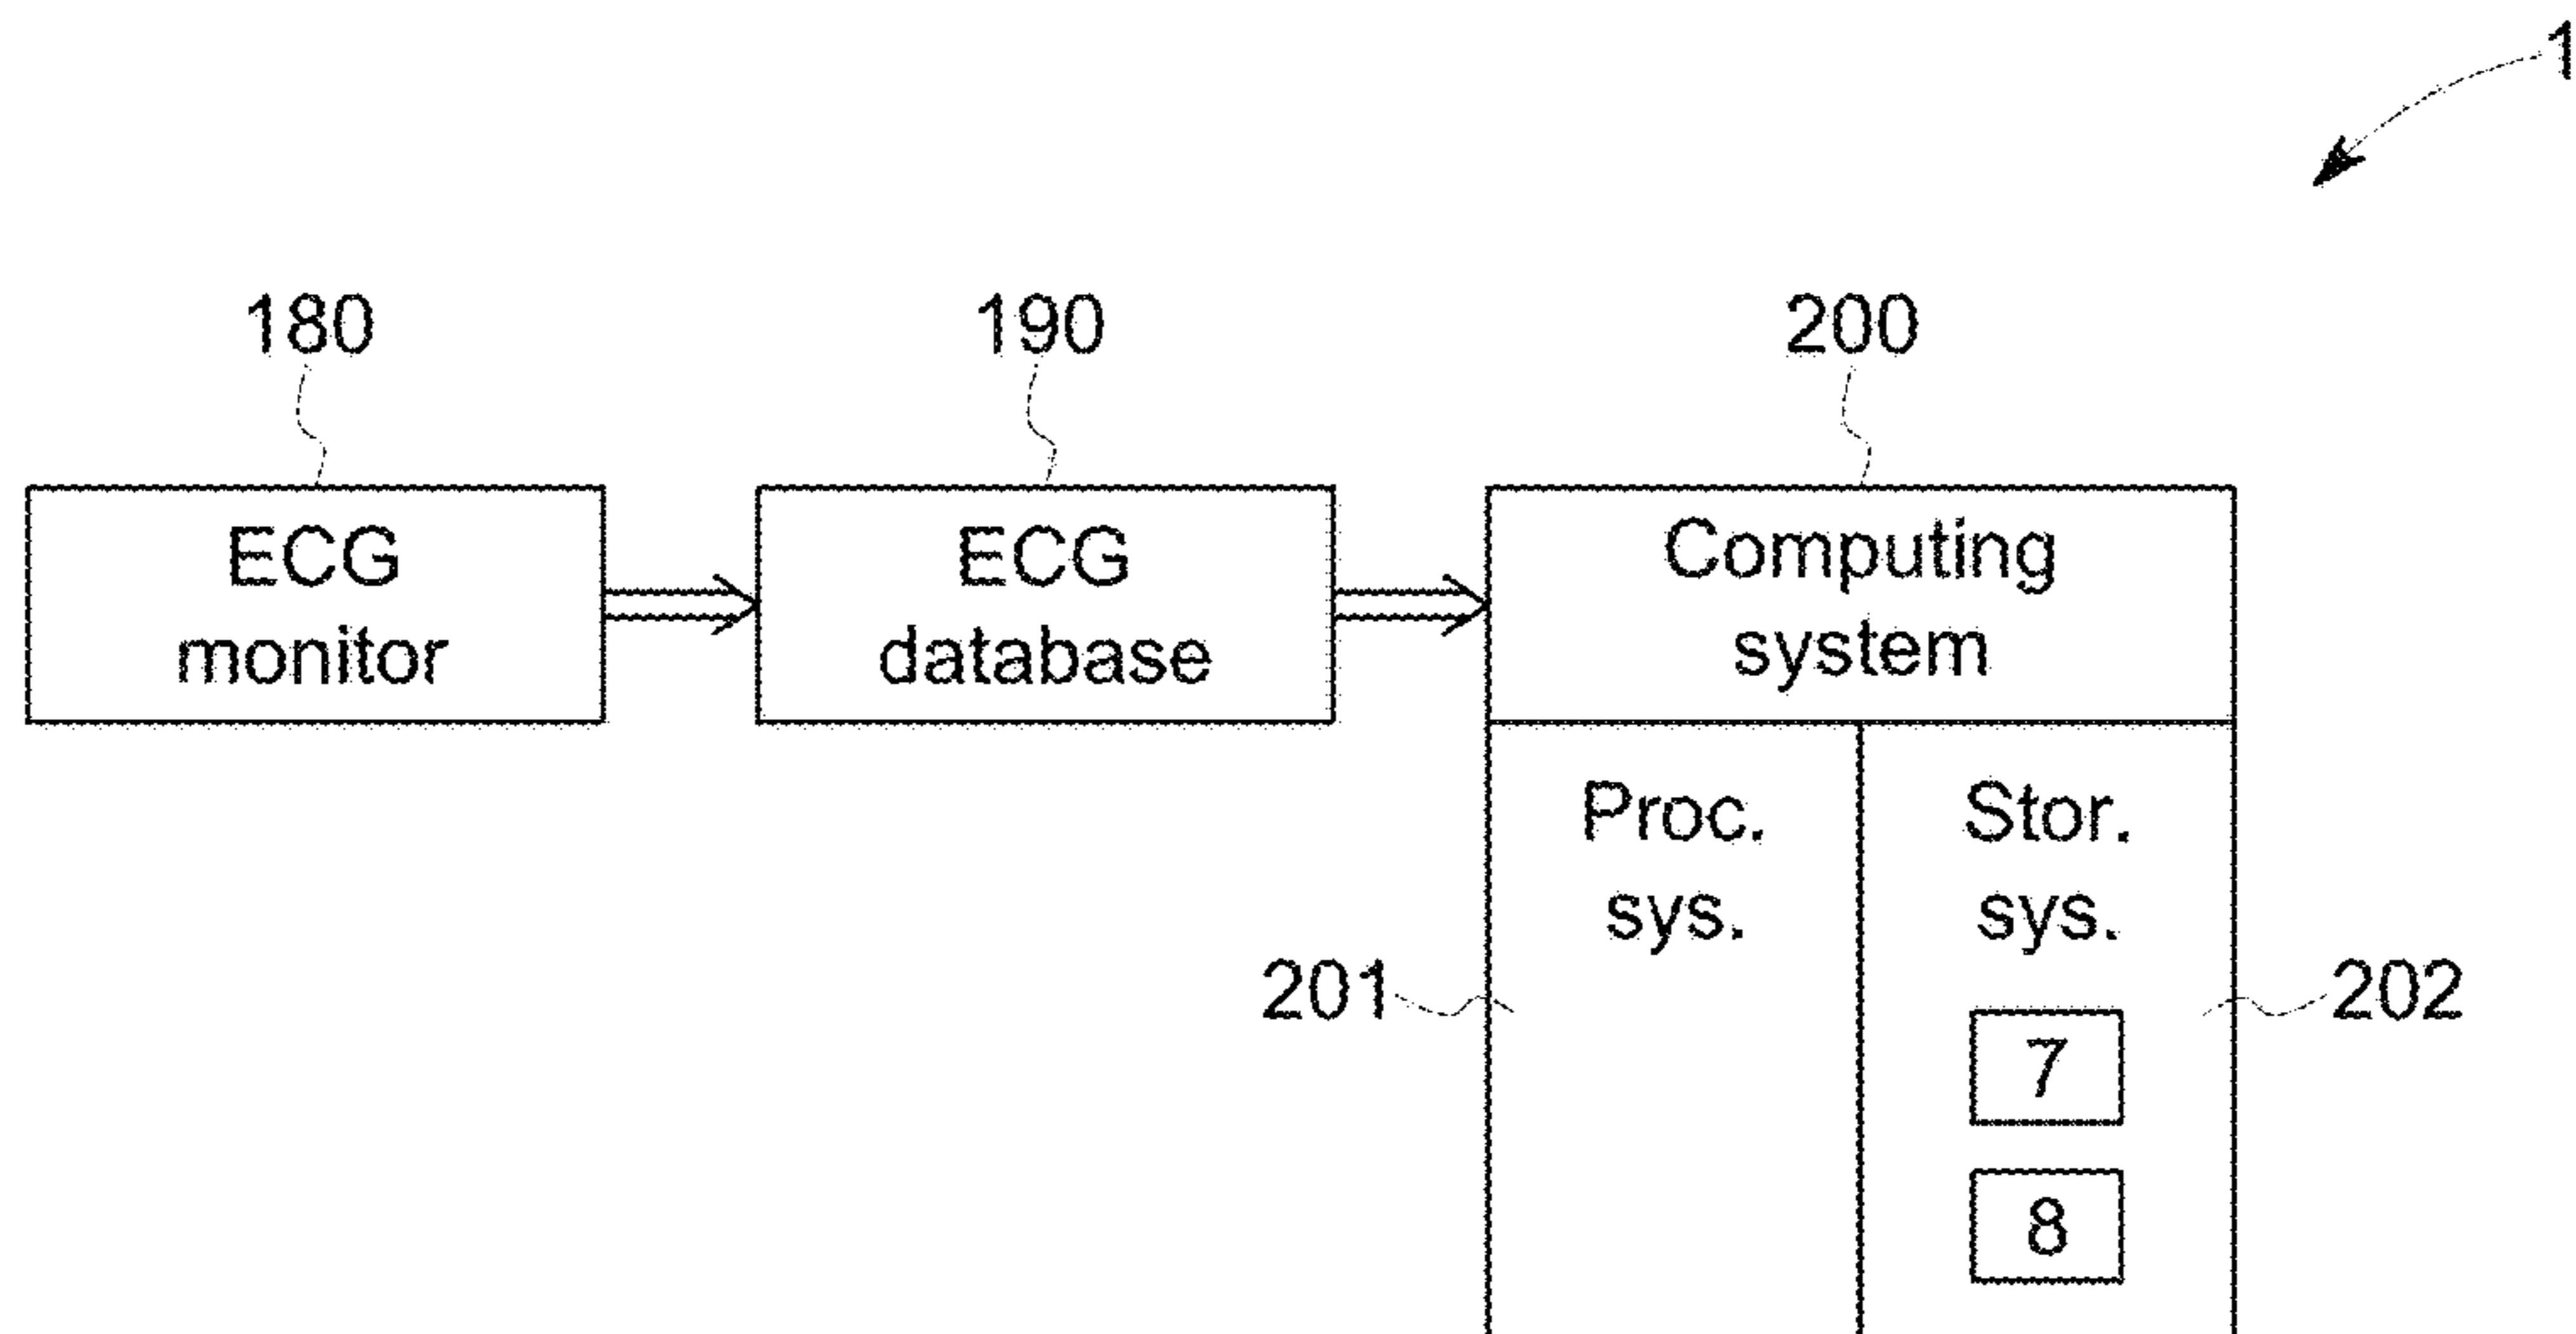 1
180
190
200
ECG
monitor
ECG
database
Computing
system
Proc.
sys.
Stor.
sys.
201
202
7
8